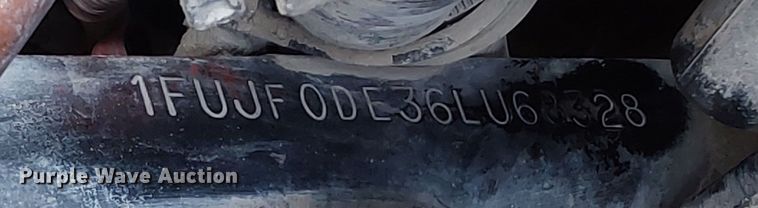 1FUJF0DE36LU68328
Purple Wave Auction